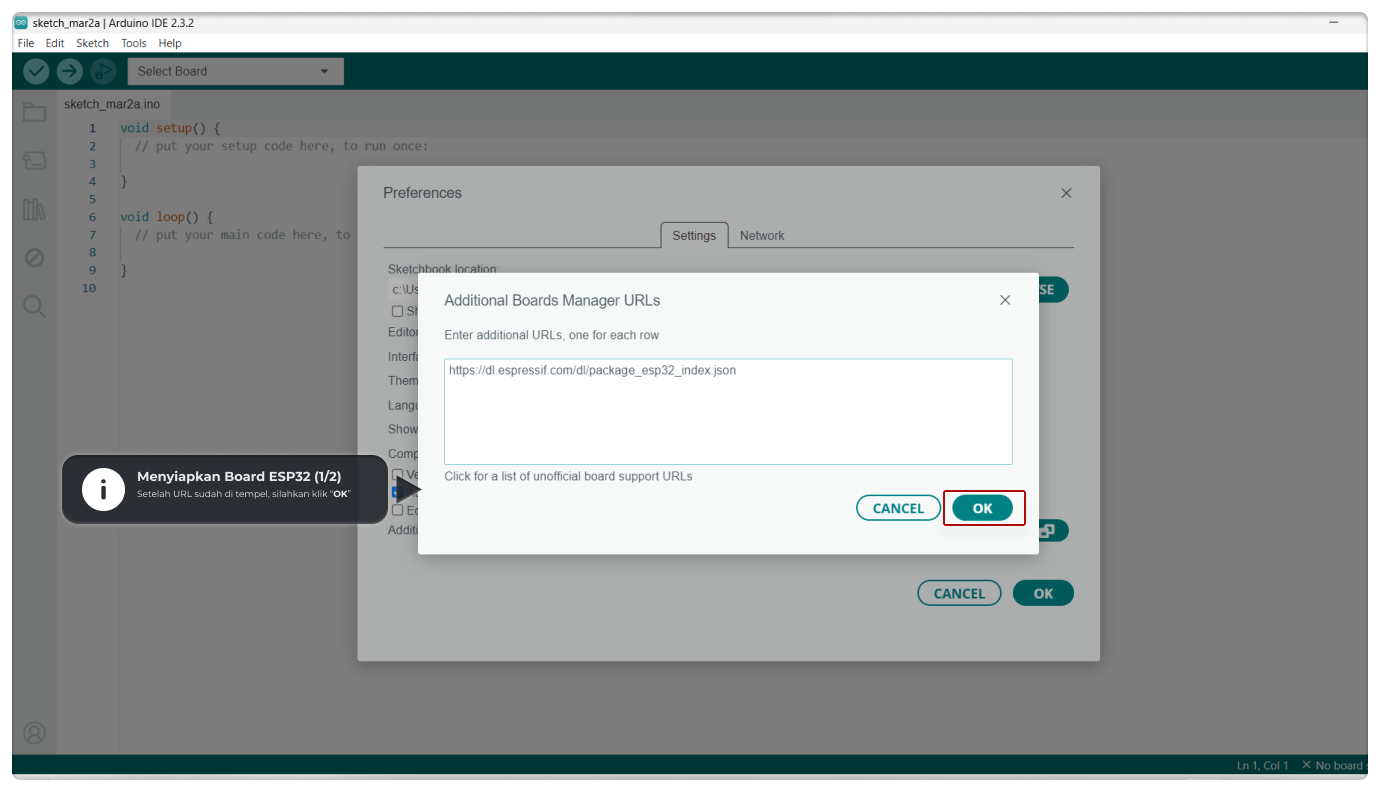 sketch_mar2a | Arduino IDE 2.3.2
File Edit Sketch Tools Help
Select Board
sketch_mar2a.ino
1 void setup() {
2 // put your setup code here, to run once:
3
4 }
5
6 void loop() {
7 // put your main code here, to
8
9 }
10
Preferences
Settings Network
Sketchbook location:
c:\Us
SE
Additional Boards Manager URLs
Enter additional URLs, one for each row
https://dl.espressif.com/dl/package_esp32_index.json
Click for a list of unofficial board support URLs
CANCEL OK
Sh
Editor
Interfa
Them
Langu
Show
Comp
Ve
Ed
Additi
Menyiapkan Board ESP32 (1/2)
Setelah URL sudah di tempel, silahkan klik "OK"
CANCEL OK
Ln 1, Col 1 × No board s